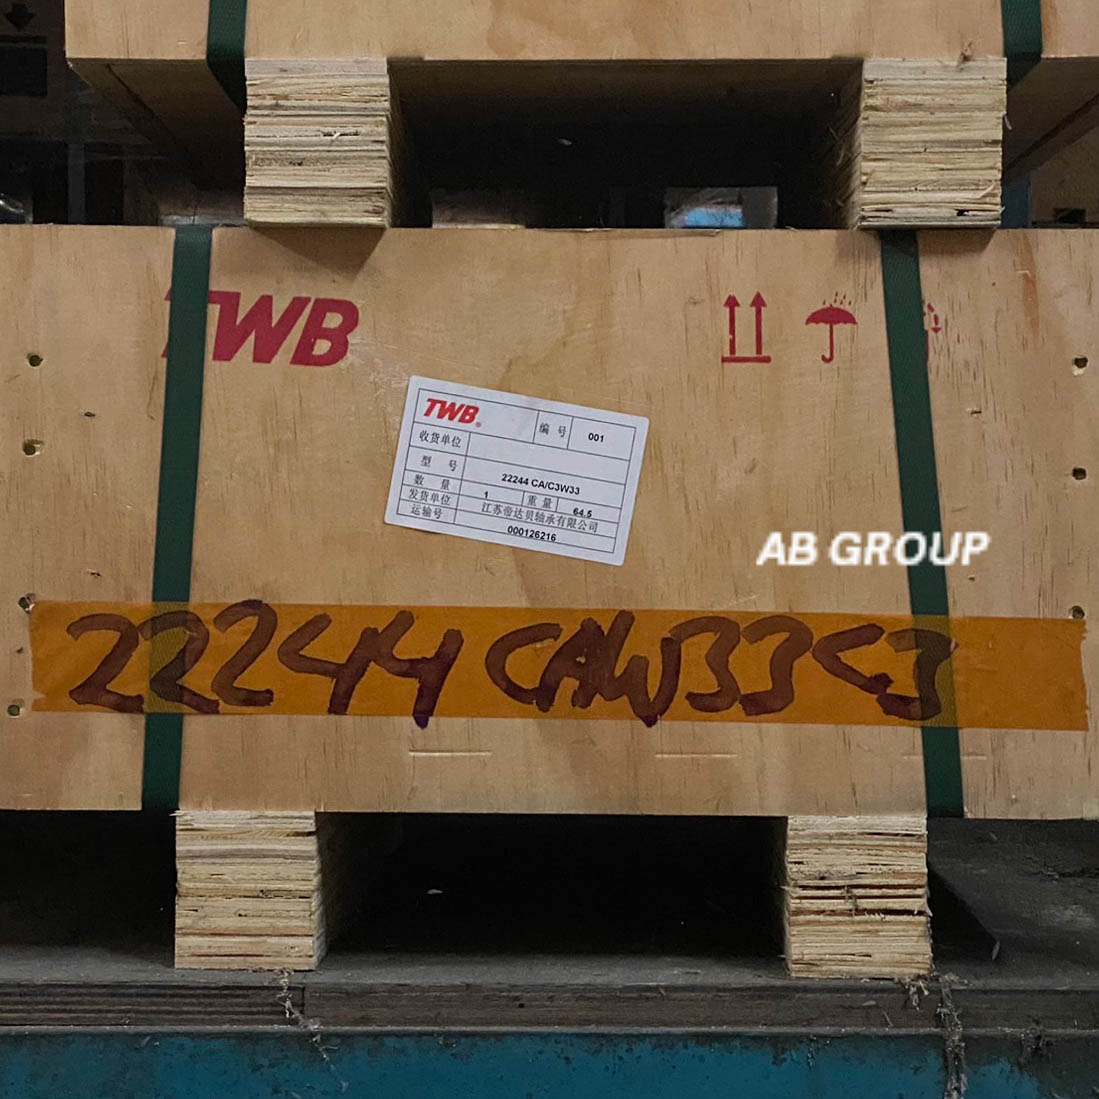 TWB
TWB®
编 号 001
收货单位
型 号 22244 CA/C3W33
数 量 1 重 量 64.5
发货单位 江苏帝达贝轴承有限公司
运输号 000126216
AB GROUP
22244 CAW33C3